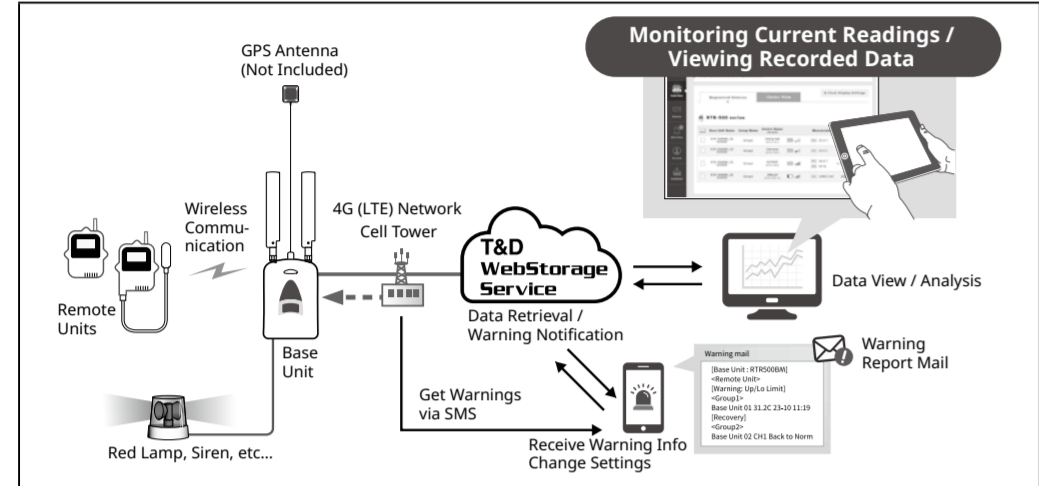 Monitoring Current Readings /
Viewing Recorded Data
GPS Antenna
(Not Included)
RTR-500 series
Wireless
Commu-
nication
4G (LTE) Network
Cell Tower
T&D
WebStorage
Service
Remote
Units
Base
Unit
Data View / Analysis
Data Retrieval /
Warning Notification
Warning
Report Mail
Warning mail
[Base Unit : RTR500BM]
<Remote Unit>
[Warning: Up/Lo Limit]
<Group1>
Base Unit 01 31.2C 23-10 11:19
[Recovery]
<Group2>
Base Unit 02 CH1 Back to Norm
Get Warnings
via SMS
Red Lamp, Siren, etc...
Receive Warning Info
Change Settings